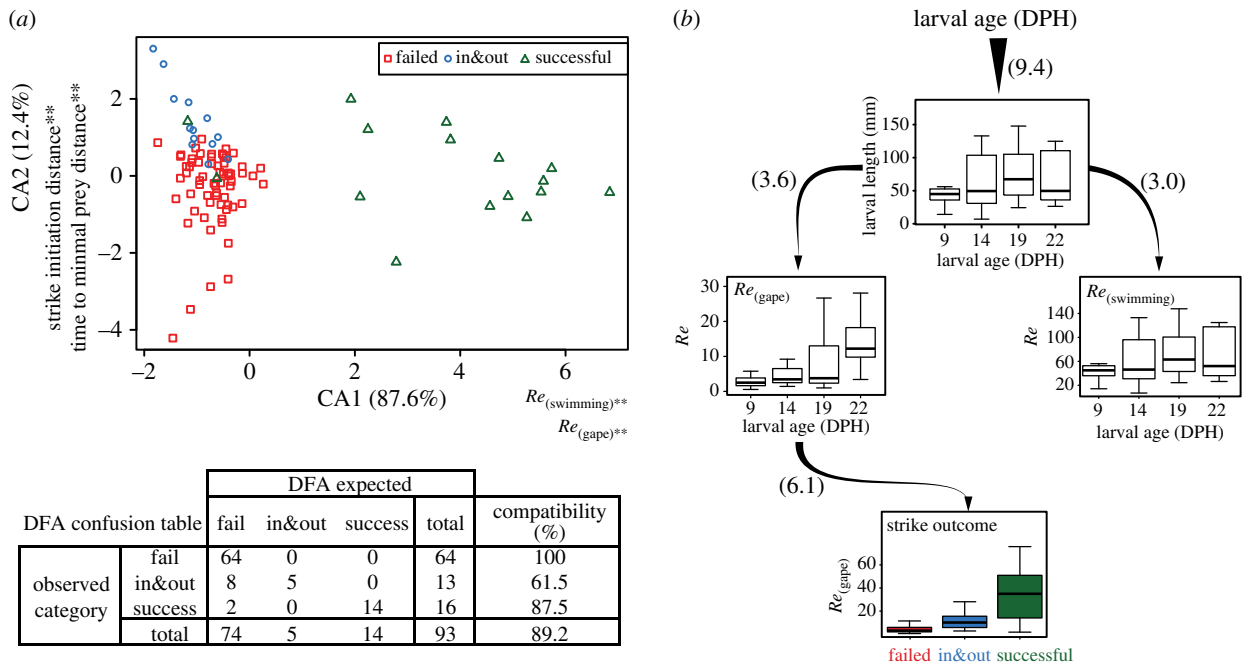 (a)
CA2 (12.4%)
strike initiation distance**
time to minimal prey distance**
failed in&out successful
2
0
−2
−4
−2 0 2 4 6
CA1 (87.6%)
Re(swimming)**
Re(gape)**
DFA expected
DFA confusion table fail in&out success total compatibility (%)
observed category
fail 64 0 0 64 100
in&out 8 5 0 13 61.5
success 2 0 14 16 87.5
total 74 5 14 93 89.2
(b)
larval age (DPH)
(9.4)
larval length (mm)
150
100
50
0
9 14 19 22
larval age (DPH)
(3.6)
(3.0)
Re(gape)
Re
30
20
10
0
9 14 19 22
larval age (DPH)
Re(swimming)
Re
140
100
60
20
9 14 19 22
larval age (DPH)
(6.1)
strike outcome
Re(gape)
60
40
20
failed in&out successful